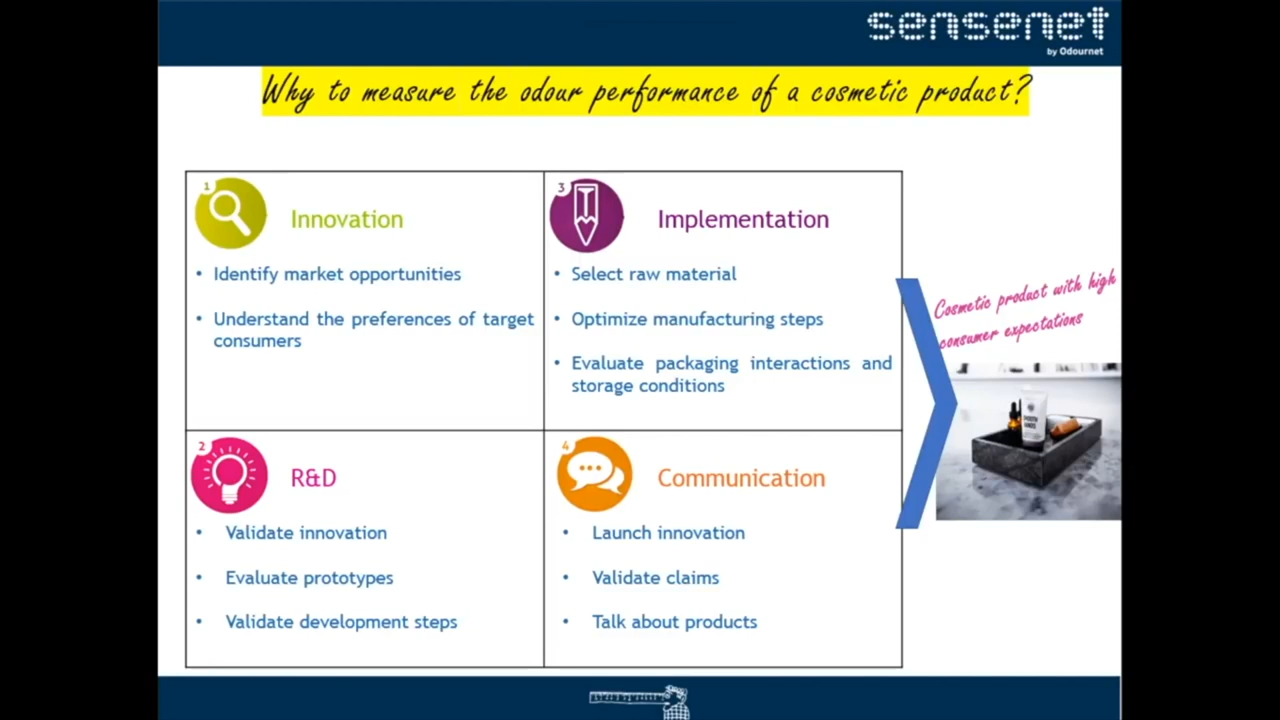 sensenet
by Odournet
Why to measure the odour performance of a cosmetic product?
1
Innovation
• Identify market opportunities
• Understand the preferences of target
consumers
2
R&D
• Validate innovation
• Evaluate prototypes
• Validate development steps
3
Implementation
• Select raw material
• Optimize manufacturing steps
• Evaluate packaging interactions and
storage conditions
4
Communication
• Launch innovation
• Validate claims
• Talk about products
Cosmetic product with high
consumer expectations